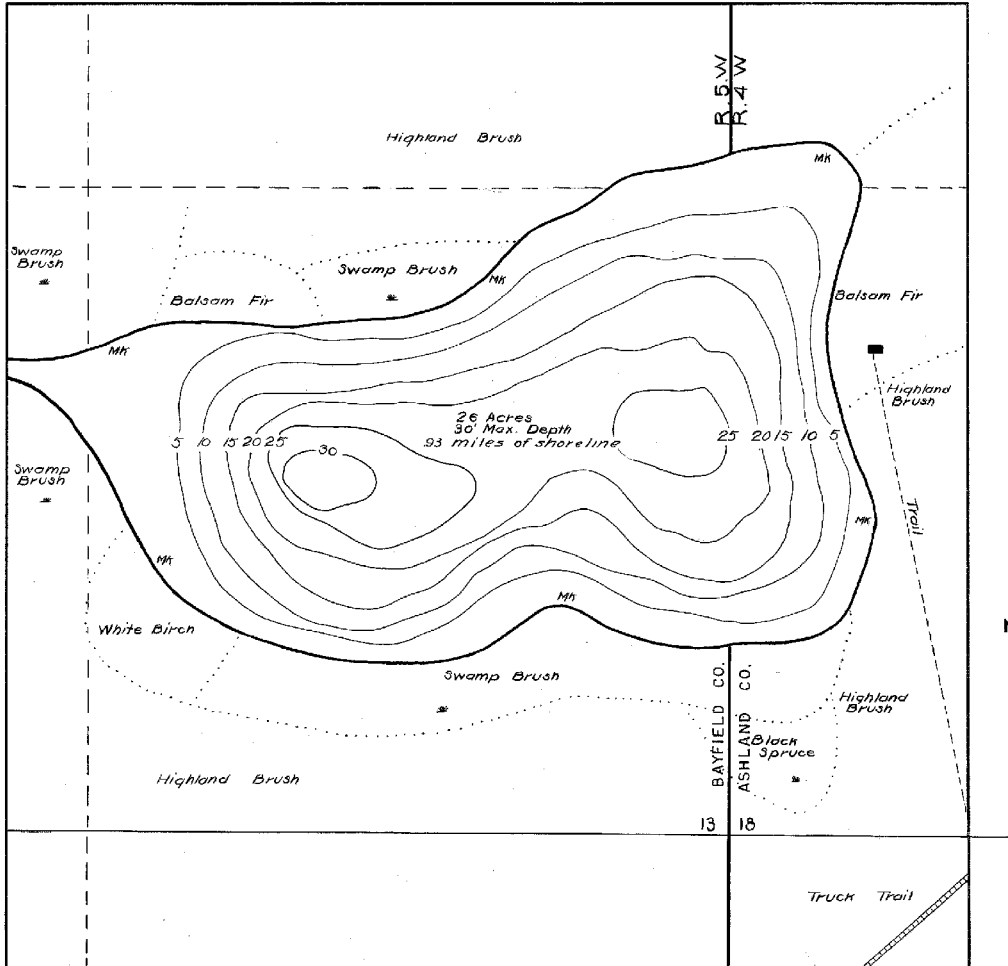 R.5.W
R.4 W
Highland Brush
MK
Swamp
Brush
Swamp Brush
MK
Balsam Fir
Balsam Fir
MK
Highland
Brush
26 Acres
30' Max. Depth
.93 miles of shoreline
5 10 15 20 25
30
25 20 15 10 5
Swamp
Brush
Trail
MK
MK
MK
White Birch
Swamp Brush
BAYFIELD CO.
ASHLAND CO.
Highland
Brush
Black
Spruce
Highland Brush
13 18
Truck Trail